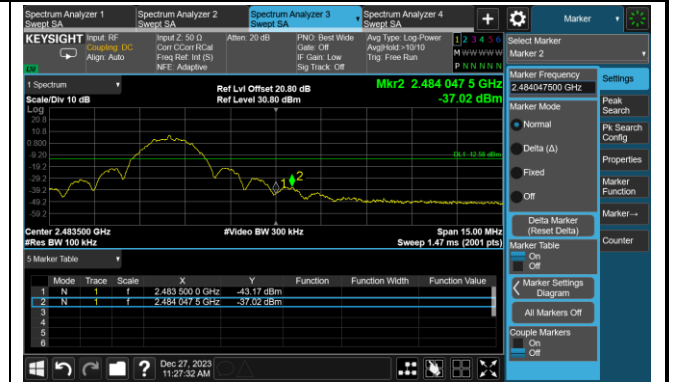 Spectrum Analyzer 1
Swept SA
Spectrum Analyzer 2
Swept SA
Spectrum Analyzer 3
Swept SA
Spectrum Analyzer 4
Swept SA
+
Marker
KEYSIGHT
LV
Input: RF
Coupling: DC
Align: Auto
Input Z: 50 Ω
Corr CCorr RCal
Freq Ref: Int (S)
NFE: Adaptive
Atten: 20 dB
PNO: Best Wide
Gate: Off
IF Gain: Low
Sig Track: Off
Avg Type: Log-Power
Avg|Hold:>10/10
Trig: Free Run
1 2 3 4 5 6
M W W W W W
P N N N N N
Select Marker
Marker 2
1 Spectrum
Scale/Div 10 dB
Ref Lvl Offset 20.80 dB
Ref Level 30.80 dBm
Mkr2 2.484 047 5 GHz
-37.02 dBm
Log
20.8
10.8
0.800
-9.20
-19.2
-29.2
-39.2
-49.2
-59.2
DL1 -12.58 dBm
1
2
Center 2.483500 GHz
#Res BW 100 kHz
#Video BW 300 kHz
Span 15.00 MHz
Sweep 1.47 ms (2001 pts)
5 Marker Table
Mode Trace Scale X Y Function Function Width Function Value
1 N 1 f 2.483 500 0 GHz -43.17 dBm
2 N 1 f 2.484 047 5 GHz -37.02 dBm
3
4
5
6
Marker Frequency
2.484047500 GHz
Marker Mode
Normal
Delta (Δ)
Fixed
Off
Delta Marker
(Reset Delta)
Marker Table
On
Off
Marker Settings
Diagram
All Markers Off
Couple Markers
On
Off
Settings
Peak
Search
Pk Search
Config
Properties
Marker
Function
Marker→
Counter
?
Dec 27, 2023
11:27:32 AM